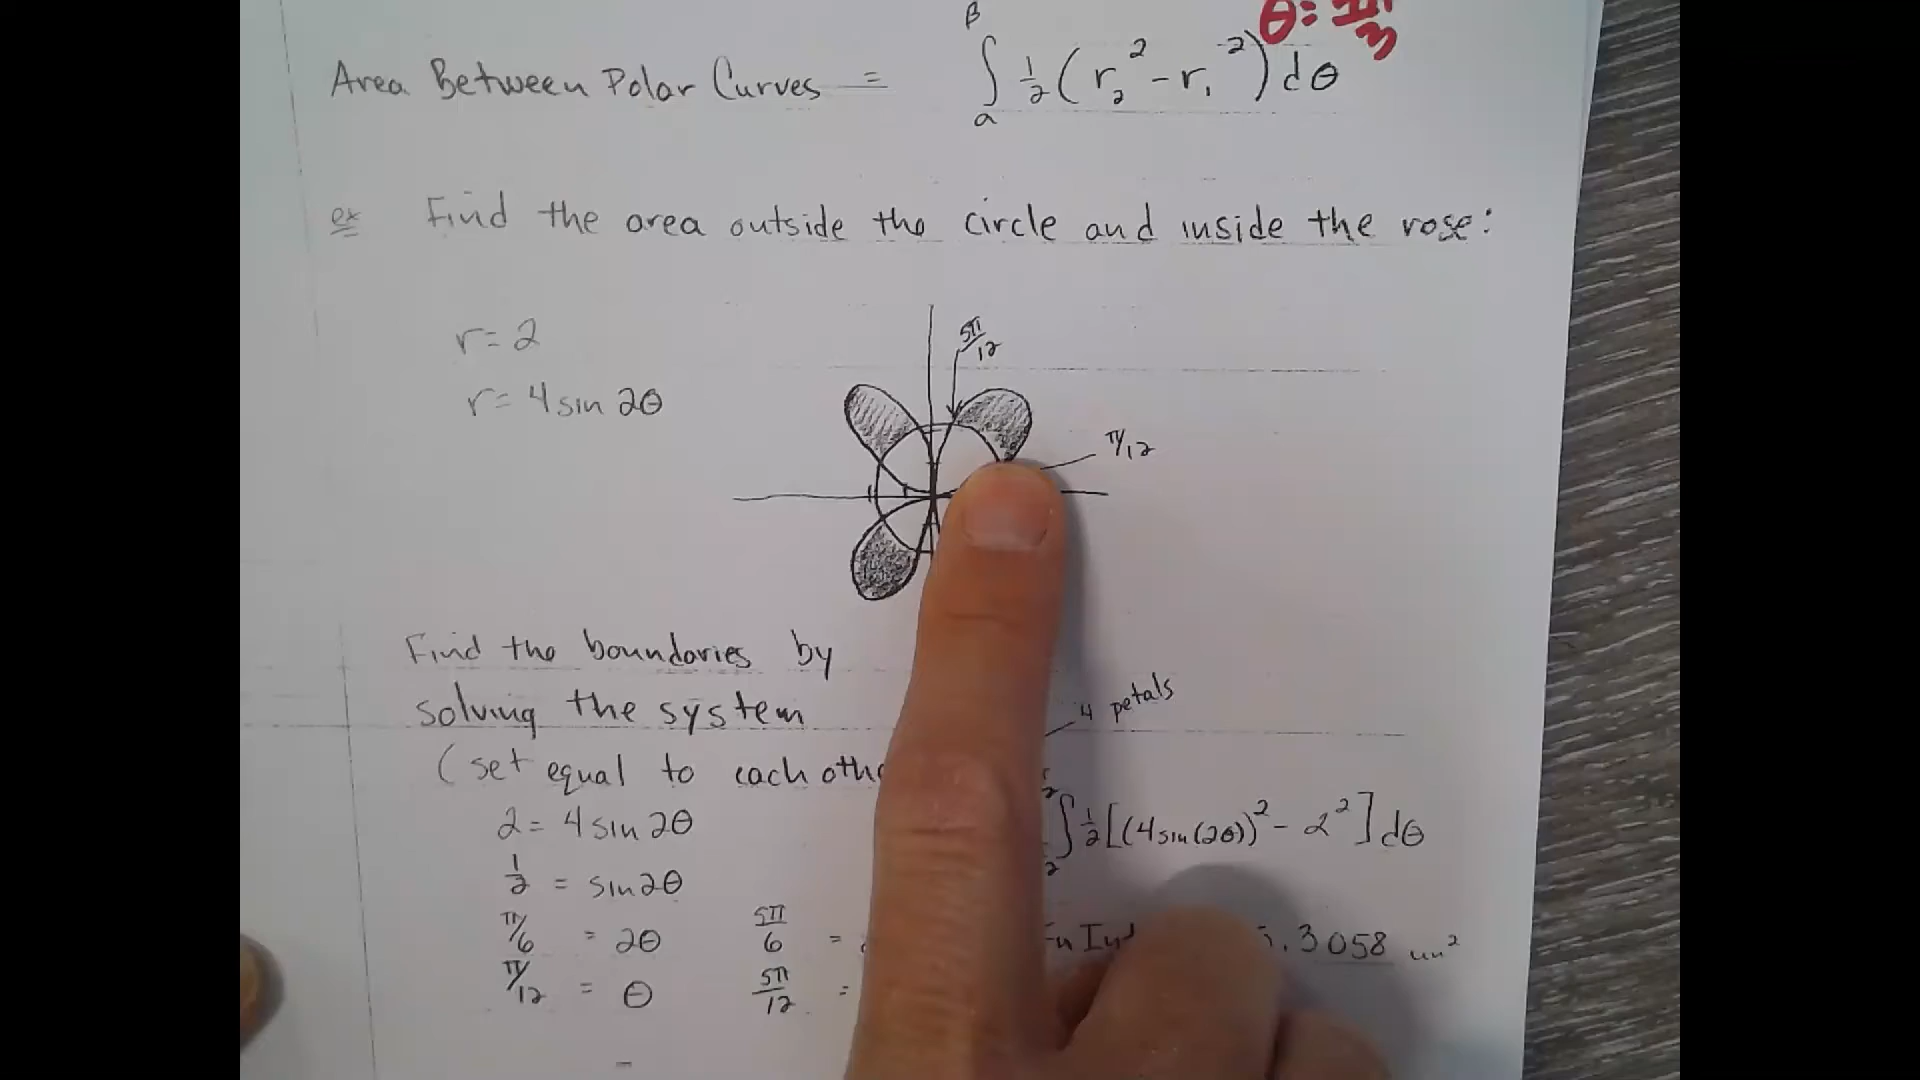 β
θ = π/3
Area Between Polar Curves = ∫ 1/2 (r₂² - r₁²) dθ
a
ex Find the area outside the circle and inside the rose:
r = 2
5π/12
r = 4 sin 2θ
π/12
Find the boundaries by
solving the system
4 petals
(set equal to each othe
2 = 4 sin 2θ
∫ 1/2 [(4 sin(2θ))² - 2²] dθ
1/2 = sin 2θ
π/6 = 2θ 5π/6 =
.3058 un²
π/12 = θ 5π/12 =